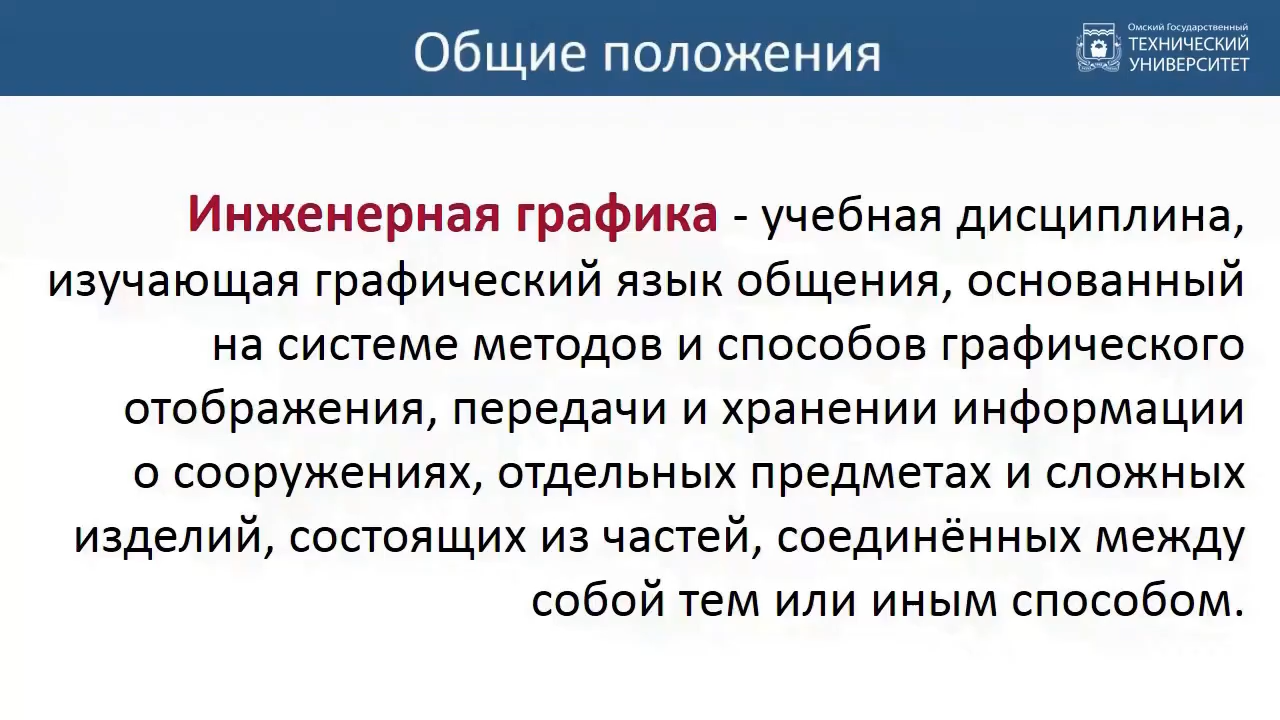 Общие положения
Омский Государственный
ТЕХНИЧЕСКИЙ
УНИВЕРСИТЕТ
Инженерная графика - учебная дисциплина,
изучающая графический язык общения, основанный
на системе методов и способов графического
отображения, передачи и хранении информации
о сооружениях, отдельных предметах и сложных
изделий, состоящих из частей, соединённых между
собой тем или иным способом.